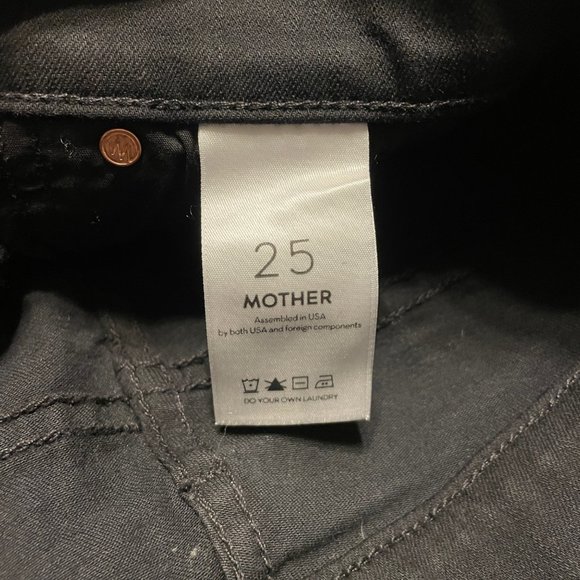 M
25
MOTHER
Assembled in USA
by both USA and foreign components
DO YOUR OWN LAUNDRY